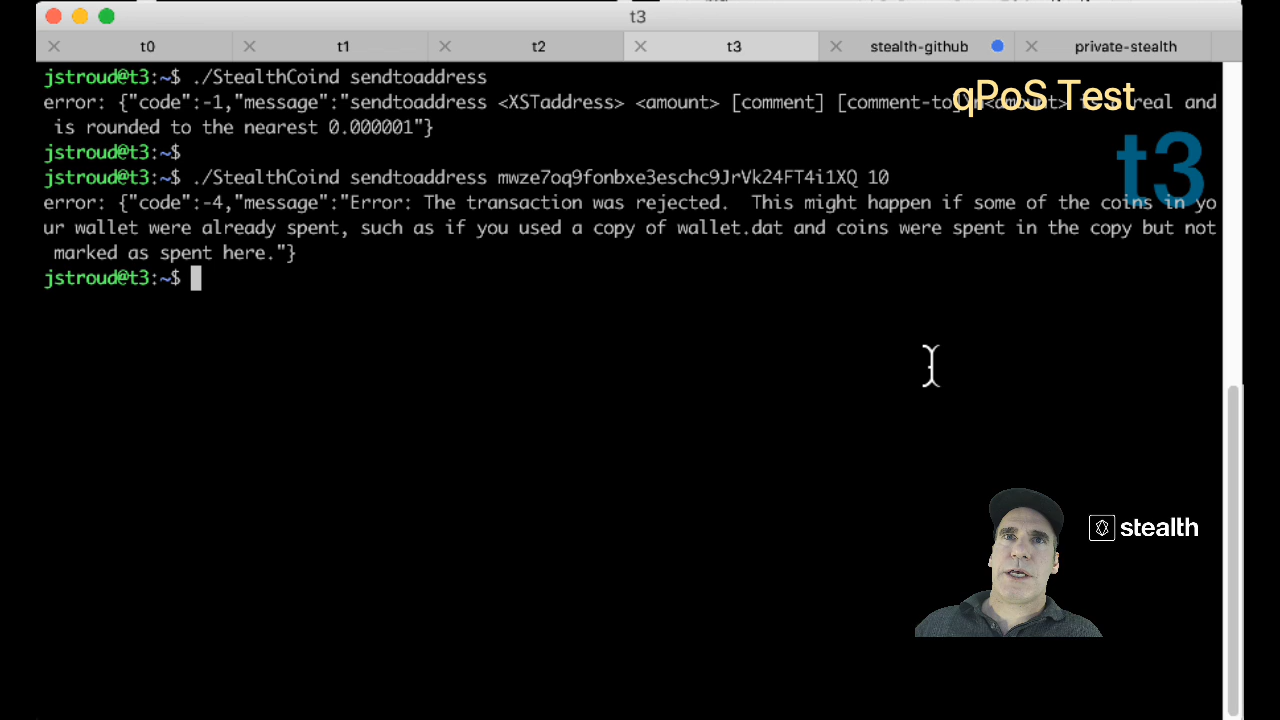 t3
t0
t1
t2
t3
stealth-github
private-stealth
jstroud@t3:~$ ./StealthCoind sendtoaddress
error: {"code":-1,"message":"sendtoaddress <XSTaddress> <amount> [comment] [comment-to]\n<amount> is a real and
is rounded to the nearest 0.000001"}
jstroud@t3:~$
jstroud@t3:~$ ./StealthCoind sendtoaddress mwze7oq9fonbxe3eschc9JrVk24FT4i1XQ 10
error: {"code":-4,"message":"Error: The transaction was rejected.  This might happen if some of the coins in yo
ur wallet were already spent, such as if you used a copy of wallet.dat and coins were spent in the copy but not
marked as spent here."}
jstroud@t3:~$
qPoS Test
t3
stealth